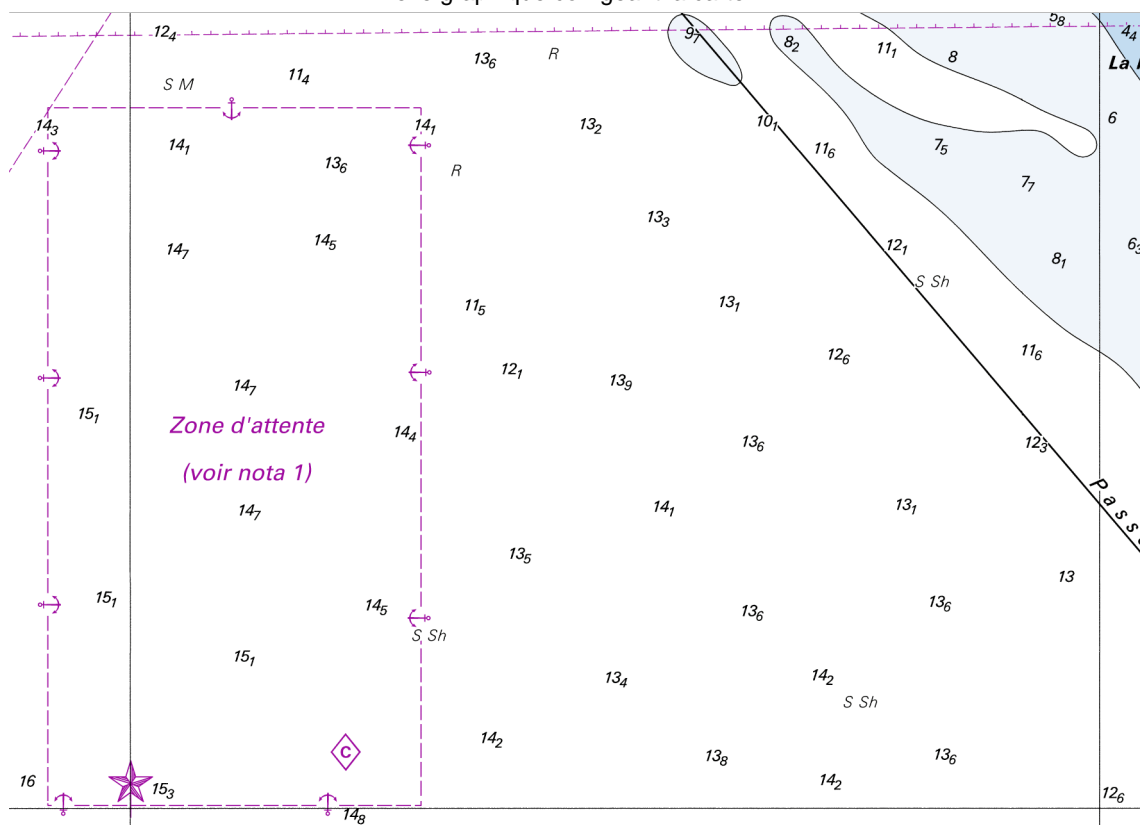 12₄ 13₆ R 9₇ 8₂ 11₁ 8 4₄
S M 11₄ La
14₃ 14₁ 13₂ 10₁ 6
14₁ 13₆ R 11₆ 7₅
7₇
13₃
14₇ 14₅ 12₁ 8₁ 6₃
S Sh
11₅ 13₁
12₆ 11₆
14₇ 12₁ 13₉
15₁
Zone d'attente
14₄ 13₆ 12₃
(voir nota 1)
14₇ 14₁ 13₁
13₅
13
15₁ 14₅ 13₆ 13₆
S Sh
15₁ 13₄ 14₂
S Sh
14₂
C 13₈ 13₆
16 15₃ 14₂ 12₆
14₈